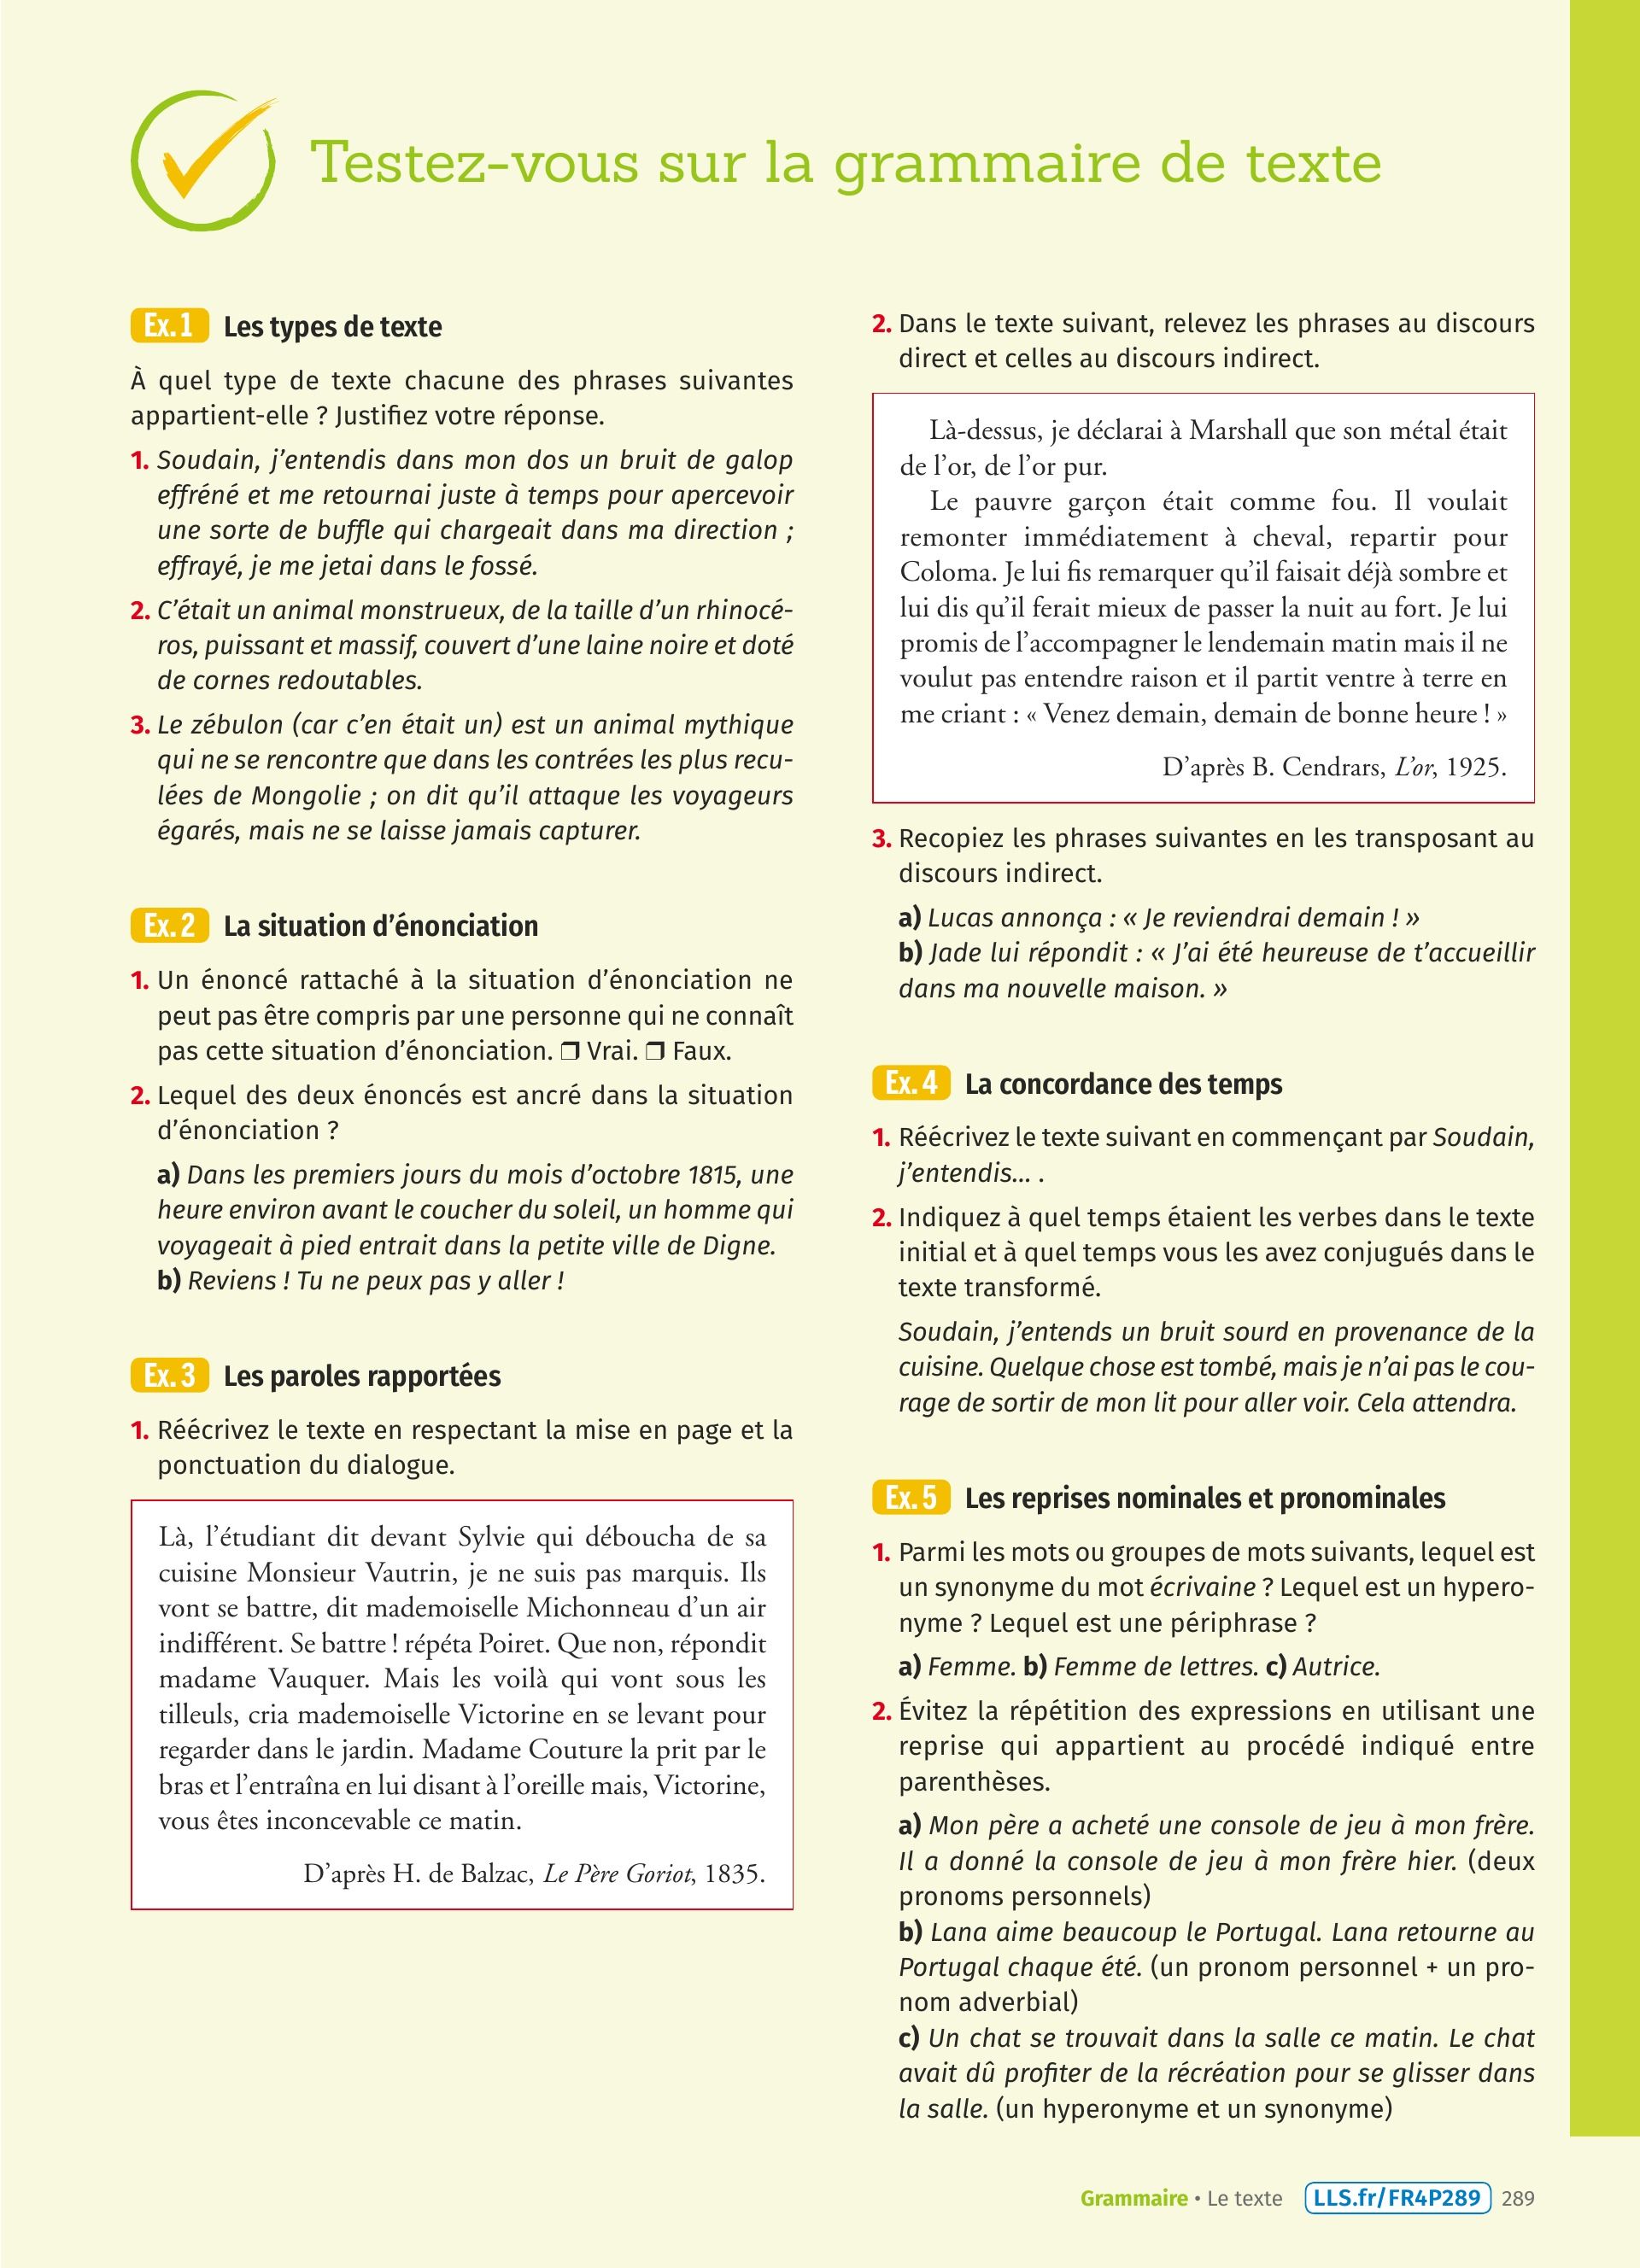 Testez-vous sur la grammaire de texte
Ex. 1 Les types de texte
À quel type de texte chacune des phrases suivantes
appartient-elle ? Justifiez votre réponse.
1. Soudain, j’entendis dans mon dos un bruit de galop
effréné et me retournai juste à temps pour apercevoir
une sorte de buffle qui chargeait dans ma direction ;
effrayé, je me jetai dans le fossé.
2. C’était un animal monstrueux, de la taille d’un rhinocé-
ros, puissant et massif, couvert d’une laine noire et doté
de cornes redoutables.
3. Le zébulon (car c’en était un) est un animal mythique
qui ne se rencontre que dans les contrées les plus recu-
lées de Mongolie ; on dit qu’il attaque les voyageurs
égarés, mais ne se laisse jamais capturer.
Ex. 2 La situation d’énonciation
1. Un énoncé rattaché à la situation d’énonciation ne
peut pas être compris par une personne qui ne connaît
pas cette situation d’énonciation. ❒ Vrai. ❒ Faux.
2. Lequel des deux énoncés est ancré dans la situation
d’énonciation ?
a) Dans les premiers jours du mois d’octobre 1815, une
heure environ avant le coucher du soleil, un homme qui
voyageait à pied entrait dans la petite ville de Digne.
b) Reviens ! Tu ne peux pas y aller !
Ex. 3 Les paroles rapportées
1. Réécrivez le texte en respectant la mise en page et la
ponctuation du dialogue.
Là, l’étudiant dit devant Sylvie qui déboucha de sa
cuisine Monsieur Vautrin, je ne suis pas marquis. Ils
vont se battre, dit mademoiselle Michonneau d’un air
indifférent. Se battre ! répéta Poiret. Que non, répondit
madame Vauquer. Mais les voilà qui vont sous les
tilleuls, cria mademoiselle Victorine en se levant pour
regarder dans le jardin. Madame Couture la prit par le
bras et l’entraîna en lui disant à l’oreille mais, Victorine,
vous êtes inconcevable ce matin.
D’après H. de Balzac, Le Père Goriot, 1835.
2. Dans le texte suivant, relevez les phrases au discours
direct et celles au discours indirect.
Là-dessus, je déclarai à Marshall que son métal était
de l’or, de l’or pur.
Le pauvre garçon était comme fou. Il voulait
remonter immédiatement à cheval, repartir pour
Coloma. Je lui fis remarquer qu’il faisait déjà sombre et
lui dis qu’il ferait mieux de passer la nuit au fort. Je lui
promis de l’accompagner le lendemain matin mais il ne
voulut pas entendre raison et il partit ventre à terre en
me criant : « Venez demain, demain de bonne heure ! »
D’après B. Cendrars, L’or, 1925.
3. Recopiez les phrases suivantes en les transposant au
discours indirect.
a) Lucas annonça : « Je reviendrai demain ! »
b) Jade lui répondit : « J’ai été heureuse de t’accueillir
dans ma nouvelle maison. »
Ex. 4 La concordance des temps
1. Réécrivez le texte suivant en commençant par Soudain,
j’entendis... .
2. Indiquez à quel temps étaient les verbes dans le texte
initial et à quel temps vous les avez conjugués dans le
texte transformé.
Soudain, j’entends un bruit sourd en provenance de la
cuisine. Quelque chose est tombé, mais je n’ai pas le cou-
rage de sortir de mon lit pour aller voir. Cela attendra.
Ex. 5 Les reprises nominales et pronominales
1. Parmi les mots ou groupes de mots suivants, lequel est
un synonyme du mot écrivaine ? Lequel est un hypero-
nyme ? Lequel est une périphrase ?
a) Femme. b) Femme de lettres. c) Autrice.
2. Évitez la répétition des expressions en utilisant une
reprise qui appartient au procédé indiqué entre
parenthèses.
a) Mon père a acheté une console de jeu à mon frère.
Il a donné la console de jeu à mon frère hier. (deux
pronoms personnels)
b) Lana aime beaucoup le Portugal. Lana retourne au
Portugal chaque été. (un pronom personnel + un pro-
nom adverbial)
c) Un chat se trouvait dans la salle ce matin. Le chat
avait dû profiter de la récréation pour se glisser dans
la salle. (un hyperonyme et un synonyme)
Grammaire • Le texte LLS.fr/FR4P289 289